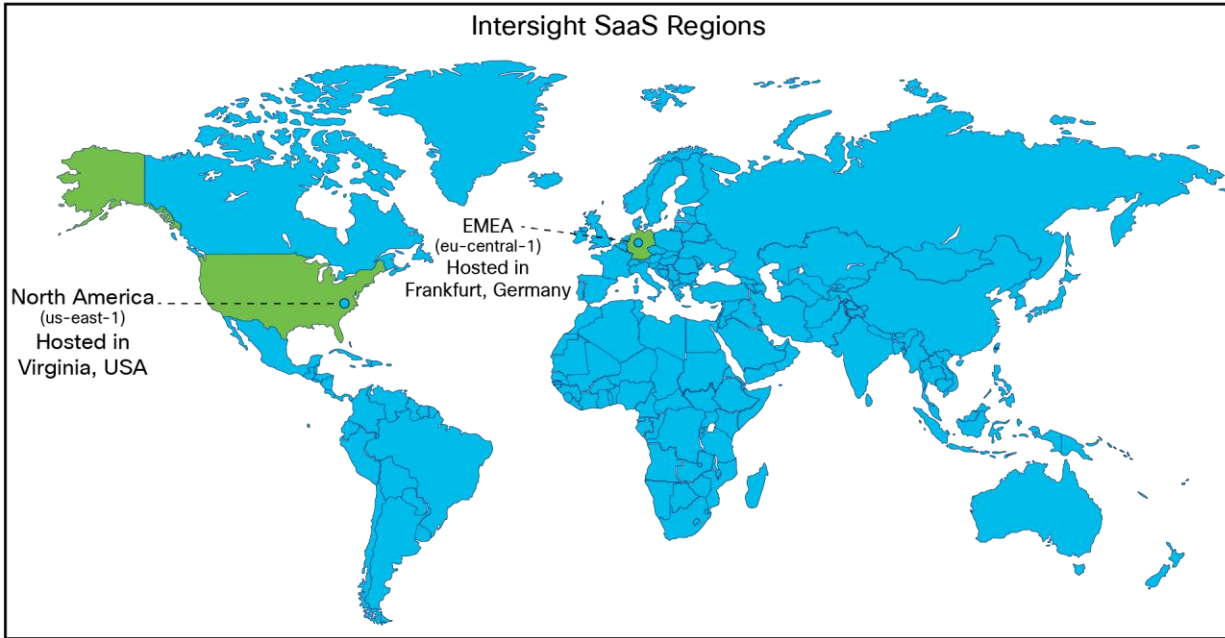 Intersight SaaS Regions
EMEA
(eu-central-1)
Hosted in
Frankfurt, Germany
North America
(us-east-1)
Hosted in
Virginia, USA